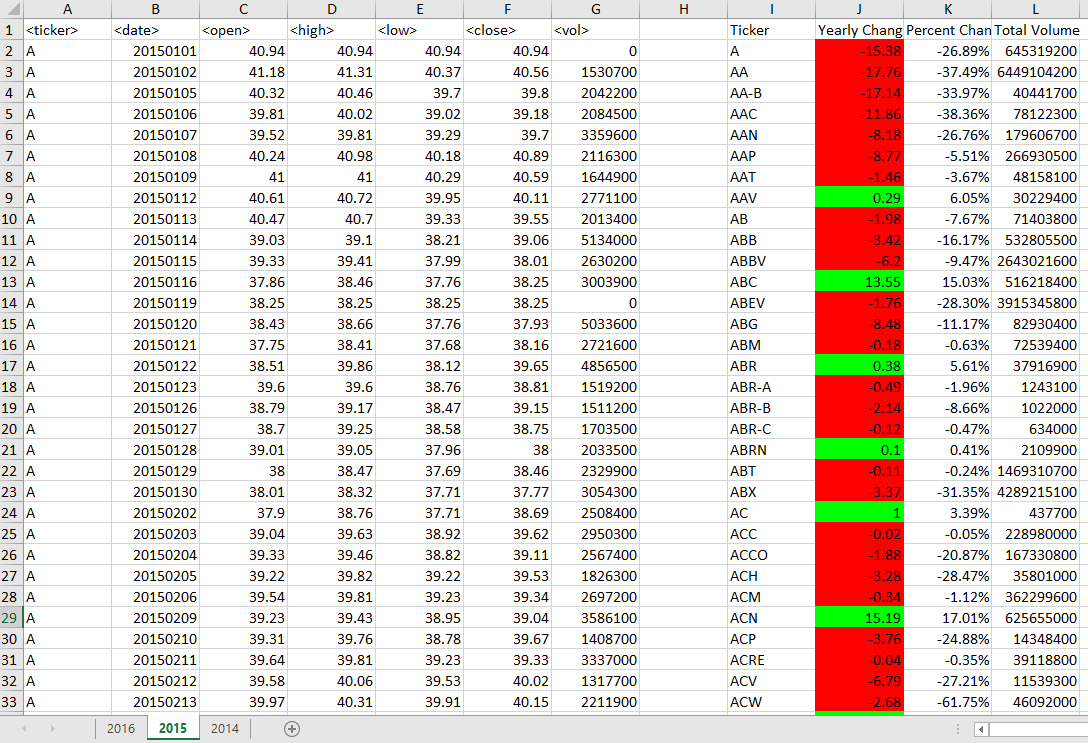 A B C D E F G H I J K L
1 <ticker> <date> <open> <high> <low> <close> <vol> Ticker Yearly Chang Percent Chan Total Volume
2 A 20150101 40.94 40.94 40.94 40.94 0 A -15.38 -26.89% 645319200
3 A 20150102 41.18 41.31 40.37 40.56 1530700 AA -17.76 -37.49% 6449104200
4 A 20150105 40.32 40.46 39.7 39.8 2042200 AA-B -17.14 -33.97% 40441700
5 A 20150106 39.81 40.02 39.02 39.18 2084500 AAC -11.86 -38.36% 78122300
6 A 20150107 39.52 39.81 39.29 39.7 3359600 AAN -8.18 -26.76% 179606700
7 A 20150108 40.24 40.98 40.18 40.89 2116300 AAP -8.77 -5.51% 266930500
8 A 20150109 41 41 40.29 40.59 1644900 AAT -1.46 -3.67% 48158100
9 A 20150112 40.61 40.72 39.95 40.11 2771100 AAV 0.29 6.05% 30229400
10 A 20150113 40.47 40.7 39.33 39.55 2013400 AB -1.98 -7.67% 71403800
11 A 20150114 39.03 39.1 38.21 39.06 5134000 ABB -3.42 -16.17% 532805500
12 A 20150115 39.33 39.41 37.99 38.01 2630200 ABBV -6.2 -9.47% 2643021600
13 A 20150116 37.86 38.46 37.76 38.25 3003900 ABC 13.55 15.03% 516218400
14 A 20150119 38.25 38.25 38.25 38.25 0 ABEV -1.76 -28.30% 3915345800
15 A 20150120 38.43 38.66 37.76 37.93 5033600 ABG -8.48 -11.17% 82930400
16 A 20150121 37.75 38.41 37.68 38.16 2721600 ABM -0.18 -0.63% 72539400
17 A 20150122 38.51 39.86 38.12 39.65 4856500 ABR 0.38 5.61% 37916900
18 A 20150123 39.6 39.6 38.76 38.81 1519200 ABR-A -0.49 -1.96% 1243100
19 A 20150126 38.79 39.17 38.47 39.15 1511200 ABR-B -2.14 -8.66% 1022000
20 A 20150127 38.7 39.25 38.58 38.75 1703500 ABR-C -0.12 -0.47% 634000
21 A 20150128 39.01 39.05 37.96 38 2033500 ABRN 0.1 0.41% 2109900
22 A 20150129 38 38.47 37.69 38.46 2329900 ABT -0.11 -0.24% 1469310700
23 A 20150130 38.01 38.32 37.71 37.77 3054300 ABX -3.37 -31.35% 4289215100
24 A 20150202 37.9 38.76 37.71 38.69 2508400 AC 1 3.39% 437700
25 A 20150203 39.04 39.63 38.92 39.62 2950300 ACC -0.02 -0.05% 228980000
26 A 20150204 39.33 39.46 38.82 39.11 2567400 ACCO -1.88 -20.87% 167330800
27 A 20150205 39.22 39.82 39.22 39.53 1826300 ACH -3.28 -28.47% 35801000
28 A 20150206 39.54 39.81 39.23 39.34 2697200 ACM -0.34 -1.12% 362299600
29 A 20150209 39.23 39.43 38.95 39.04 3586100 ACN 15.19 17.01% 625655000
30 A 20150210 39.31 39.76 38.78 39.67 1408700 ACP -3.76 -24.88% 14348400
31 A 20150211 39.64 39.81 39.23 39.33 3337000 ACRE -0.04 -0.35% 39118800
32 A 20150212 39.58 40.06 39.53 40.02 1317700 ACV -6.79 -27.21% 11539300
33 A 20150213 39.97 40.31 39.91 40.15 2211900 ACW -2.68 -61.75% 46092000
2016 2015 2014